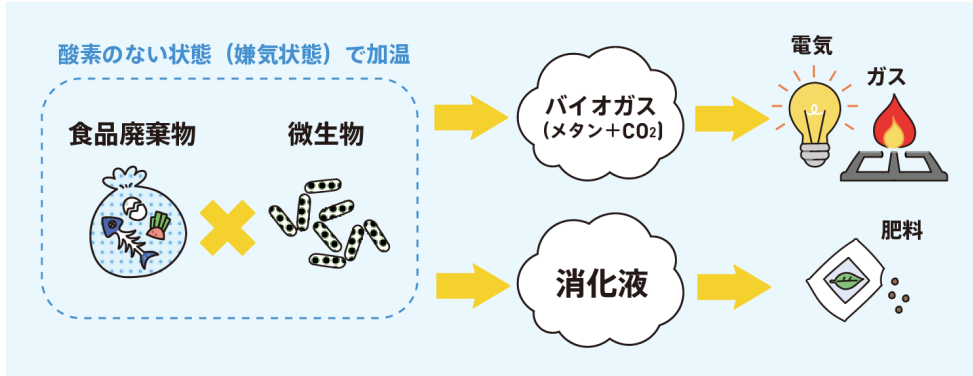 酸素のない状態（嫌気状態）で加温
食品廃棄物
微生物
バイオガス
(メタン＋CO₂)
電気
ガス
消化液
肥料